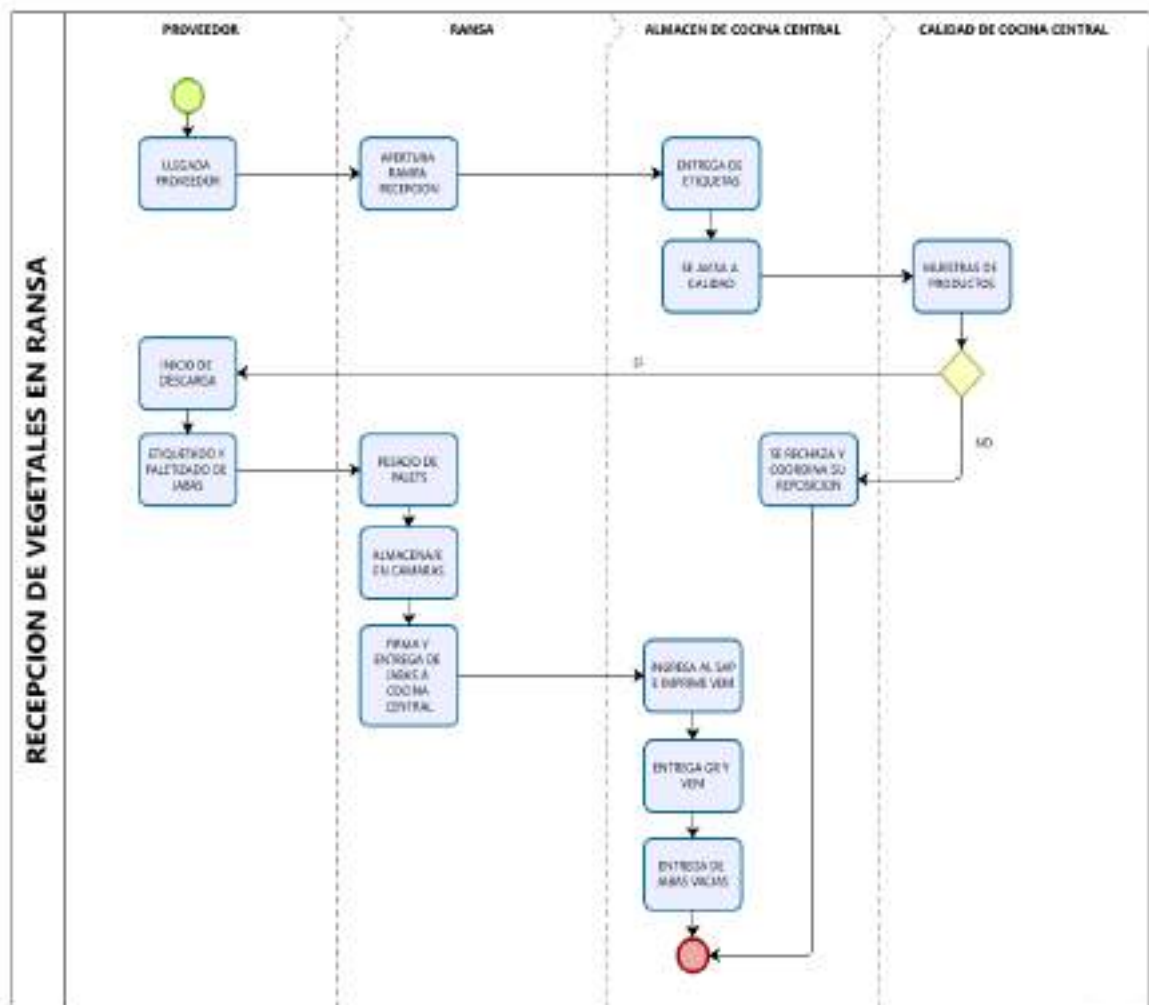 RECEPCION DE VEGETALES EN RANSA
PROVEEDOR
RANSA
ALMACEN DE COCINA CENTRAL
CALIDAD DE COCINA CENTRAL
LLEGADA
PROVEEDOR
APERTURA
RAMPA
RECEPCION
ENTREGA DE
ETIQUETAS
SE AVISA A
CALIDAD
MUESTRAS DE
PRODUCTOS
SI
NO
INICIO DE
DESCARGA
ETIQUETADO Y
PALETIZADO DE
JABAS
PESADO DE
PALETS
SE RECHAZA Y
COORDINA SU
REPOSICION
ALMACENAJE
EN CAMARAS
FIRMA Y
ENTREGA DE
JABAS A
COCINA
CENTRAL
INGRESA AL SAP
E IMPRIME VEM
ENTREGA GR Y
VEM
ENTREGA DE
JABAS VACIAS